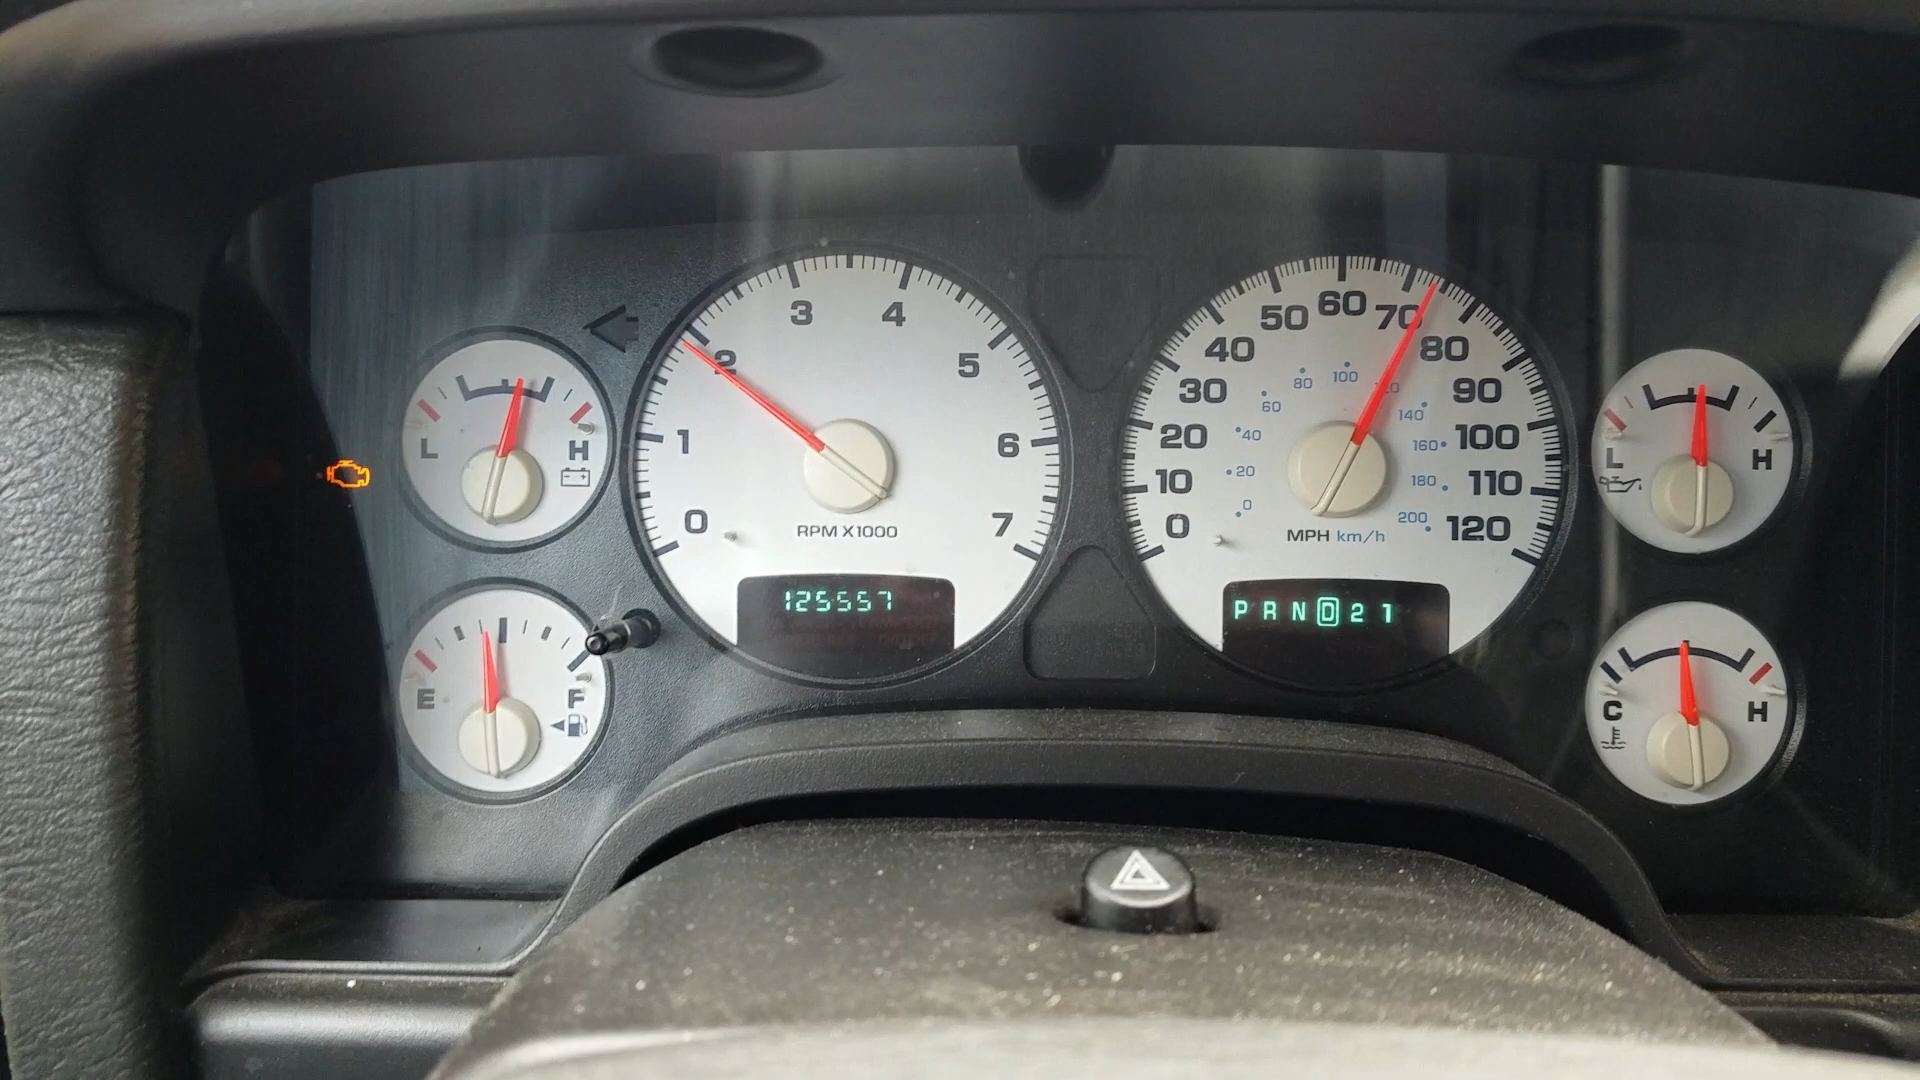 L H
0 1 2 3 4 5 6 7
RPM X1000
125557
E F
0 10 20 30 40 50 60 70 80 90 100 110 120
0 20 40 60 80 100 120 140 160 180 200
MPH km/h
P R N D 2 1
L H
C H